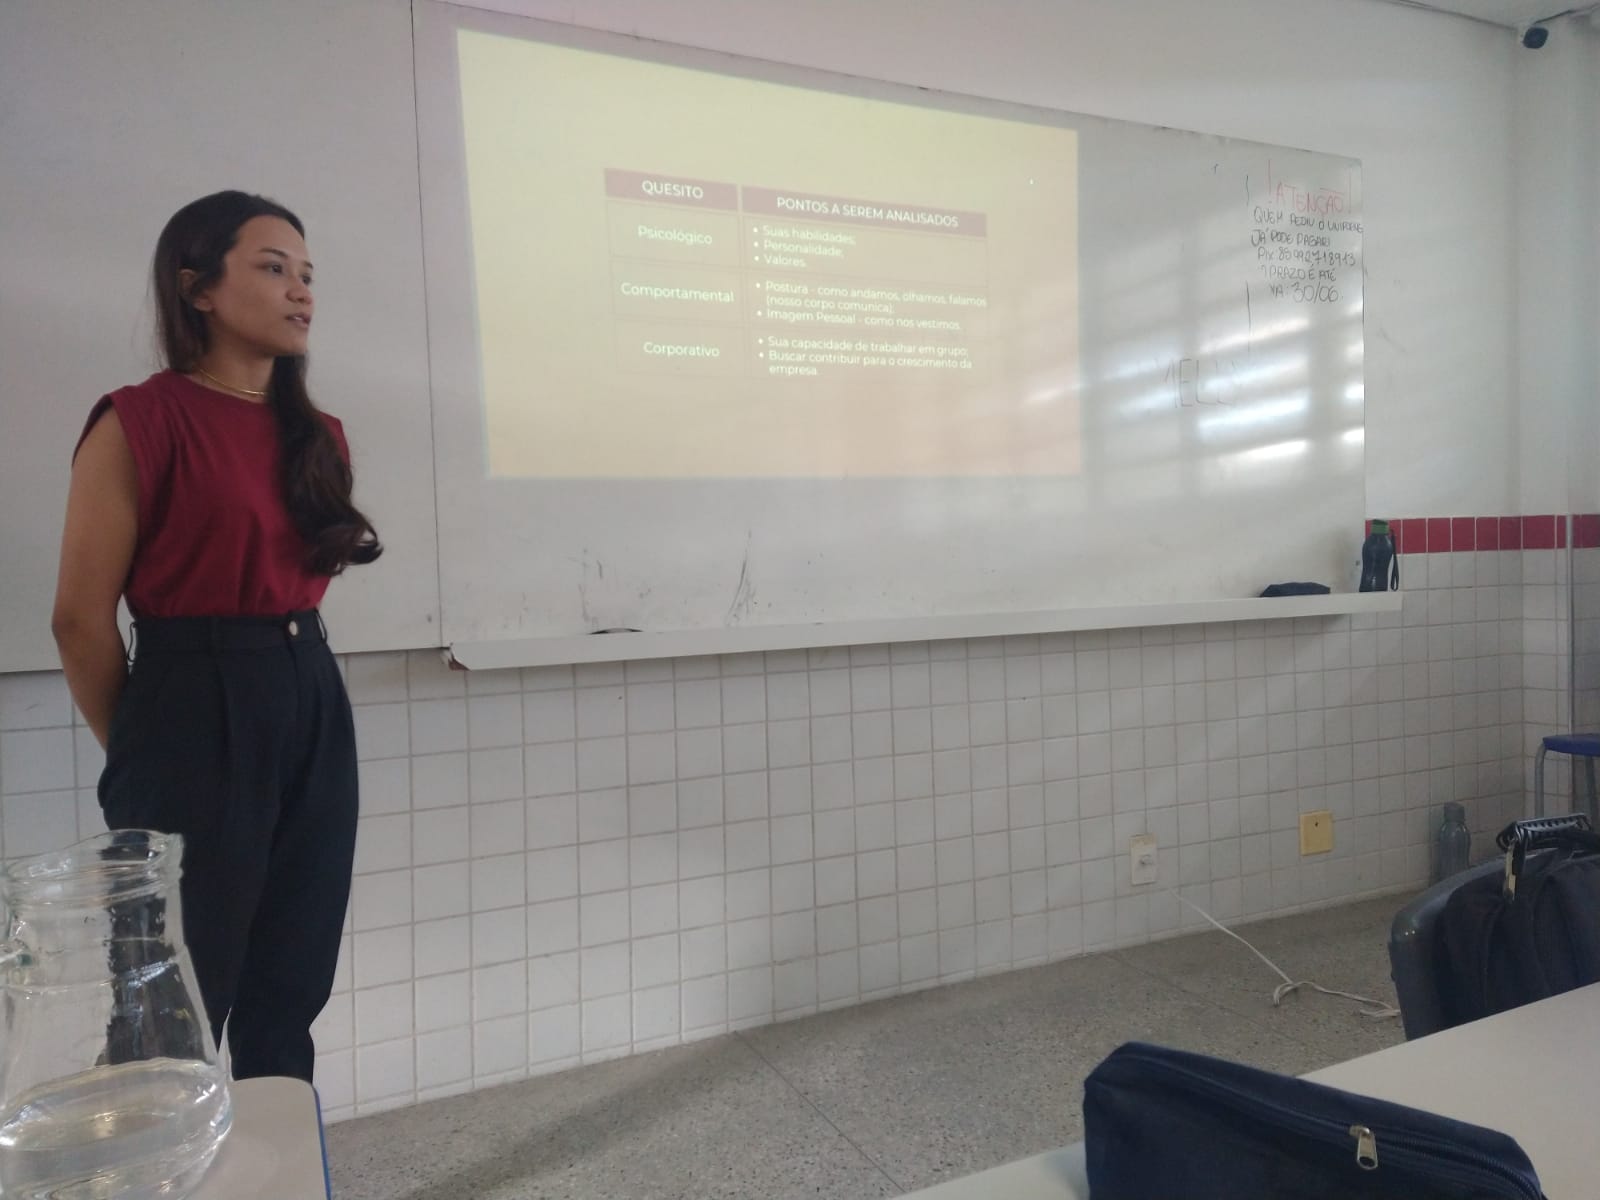 QUESITO
PONTOS A SEREM ANALISADOS
Psicológico
• Suas habilidades;
• Personalidade;
• Valores.
Comportamental
• Postura - como andamos, olhamos, falamos
(nosso corpo comunica);
• Imagem Pessoal - como nos vestimos.
Corporativo
• Sua capacidade de trabalhar em grupo;
• Buscar contribuir para o crescimento da
empresa.
! ATENÇÃO!
QUEM PEDIU O
JÁ PODE PAGAR!
PRAZO É ATÉ
30/06.